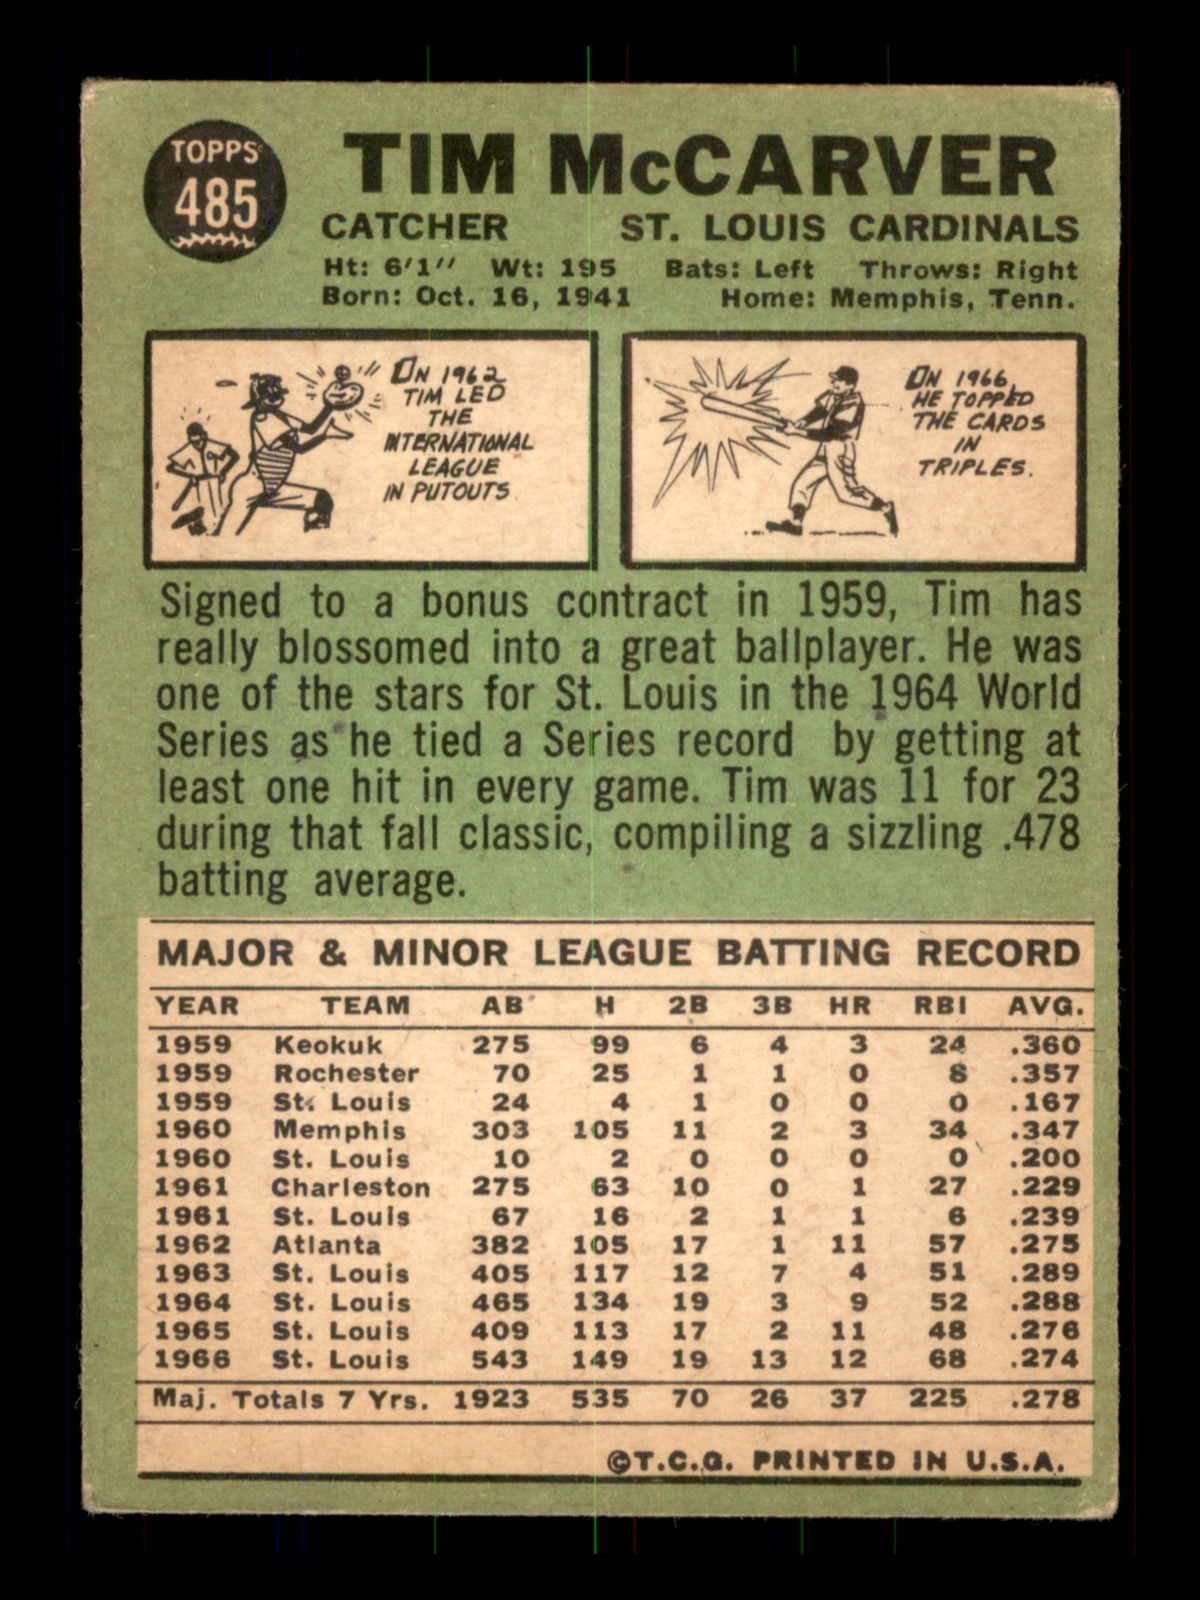 TOPPS
485
TIM McCARVER
CATCHER ST. LOUIS CARDINALS
Ht: 6'1" Wt: 195 Bats: Left Throws: Right
Born: Oct. 16, 1941 Home: Memphis, Tenn.
IN 1962
TIM LED
THE
INTERNATIONAL
LEAGUE
IN PUTOUTS
IN 1966,
HE TOPPED
THE CARDS
IN
TRIPLES.
Signed to a bonus contract in 1959, Tim has
really blossomed into a great ballplayer. He was
one of the stars for St. Louis in the 1964 World
Series as he tied a Series record by getting at
least one hit in every game. Tim was 11 for 23
during that fall classic, compiling a sizzling .478
batting average.
MAJOR & MINOR LEAGUE BATTING RECORD
YEAR TEAM AB H 2B 3B HR RBI AVG.
1959 Keokuk 275 99 6 4 3 24 .360
1959 Rochester 70 25 1 1 0 8 .357
1959 St. Louis 24 4 1 0 0 0 .167
1960 Memphis 303 105 11 2 3 34 .347
1960 St. Louis 10 2 0 0 0 0 .200
1961 Charleston 275 63 10 0 1 27 .229
1961 St. Louis 67 16 2 1 1 6 .239
1962 Atlanta 382 105 17 1 11 57 .275
1963 St. Louis 405 117 12 7 4 51 .289
1964 St. Louis 465 134 19 3 9 52 .288
1965 St. Louis 409 113 17 2 11 48 .276
1966 St. Louis 543 149 19 13 12 68 .274
Maj. Totals 7 Yrs. 1923 535 70 26 37 225 .278
©T.C.G. PRINTED IN U.S.A.